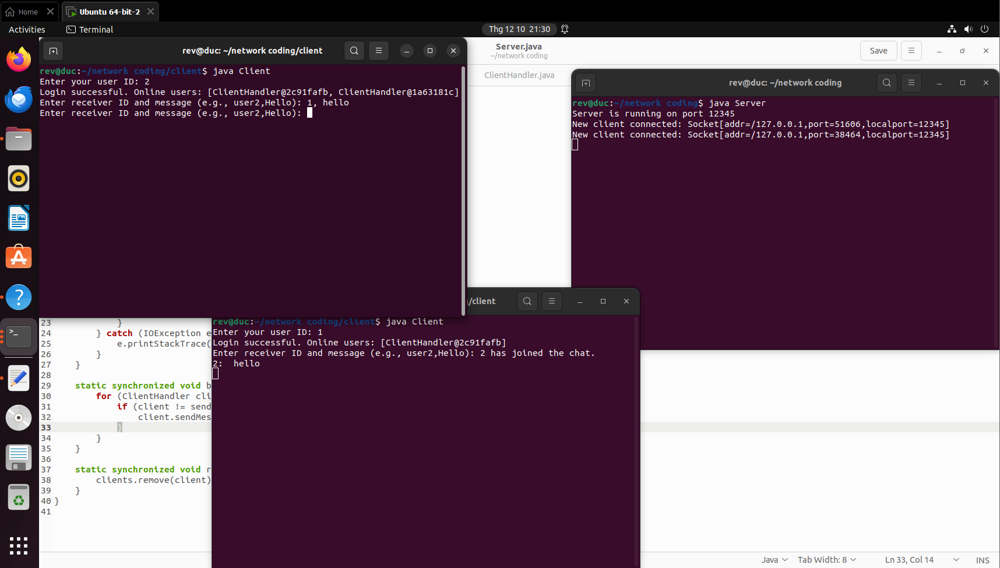 Home
Ubuntu 64-bit-2
Activities
Terminal
Thg 12 10 21:30
rev@duc: ~/network coding/client
rev@duc:~/network coding/client$ java Client
Enter your user ID: 2
Login successful. Online users: [ClientHandler@2c91fafb, ClientHandler@1a63181c]
Enter receiver ID and message (e.g., user2,Hello): 1, hello
Enter receiver ID and message (e.g., user2,Hello):
Server.java
~/network coding
Save
ClientHandler.java
rev@duc: ~/network coding
rev@duc:~/network coding$ java Server
Server is running on port 12345
New client connected: Socket[addr=/127.0.0.1,port=51606,localport=12345]
New client connected: Socket[addr=/127.0.0.1,port=38464,localport=12345]
/client
rev@duc:~/network coding/client$ java Client
Enter your user ID: 1
Login successful. Online users: [ClientHandler@2c91fafb]
Enter receiver ID and message (e.g., user2,Hello): 2 has joined the chat.
2:  hello
23 }
24 } catch (IOException e
25 e.printStackTrace(
26 }
27 }
28
29 static synchronized void b
30 for (ClientHandler cli
31 if (client != send
32 client.sendMes
33 }
34 }
35 }
36
37 static synchronized void r
38 clients.remove(client)
39 }
40 }
41
Java
Tab Width: 8
Ln 33, Col 14
INS